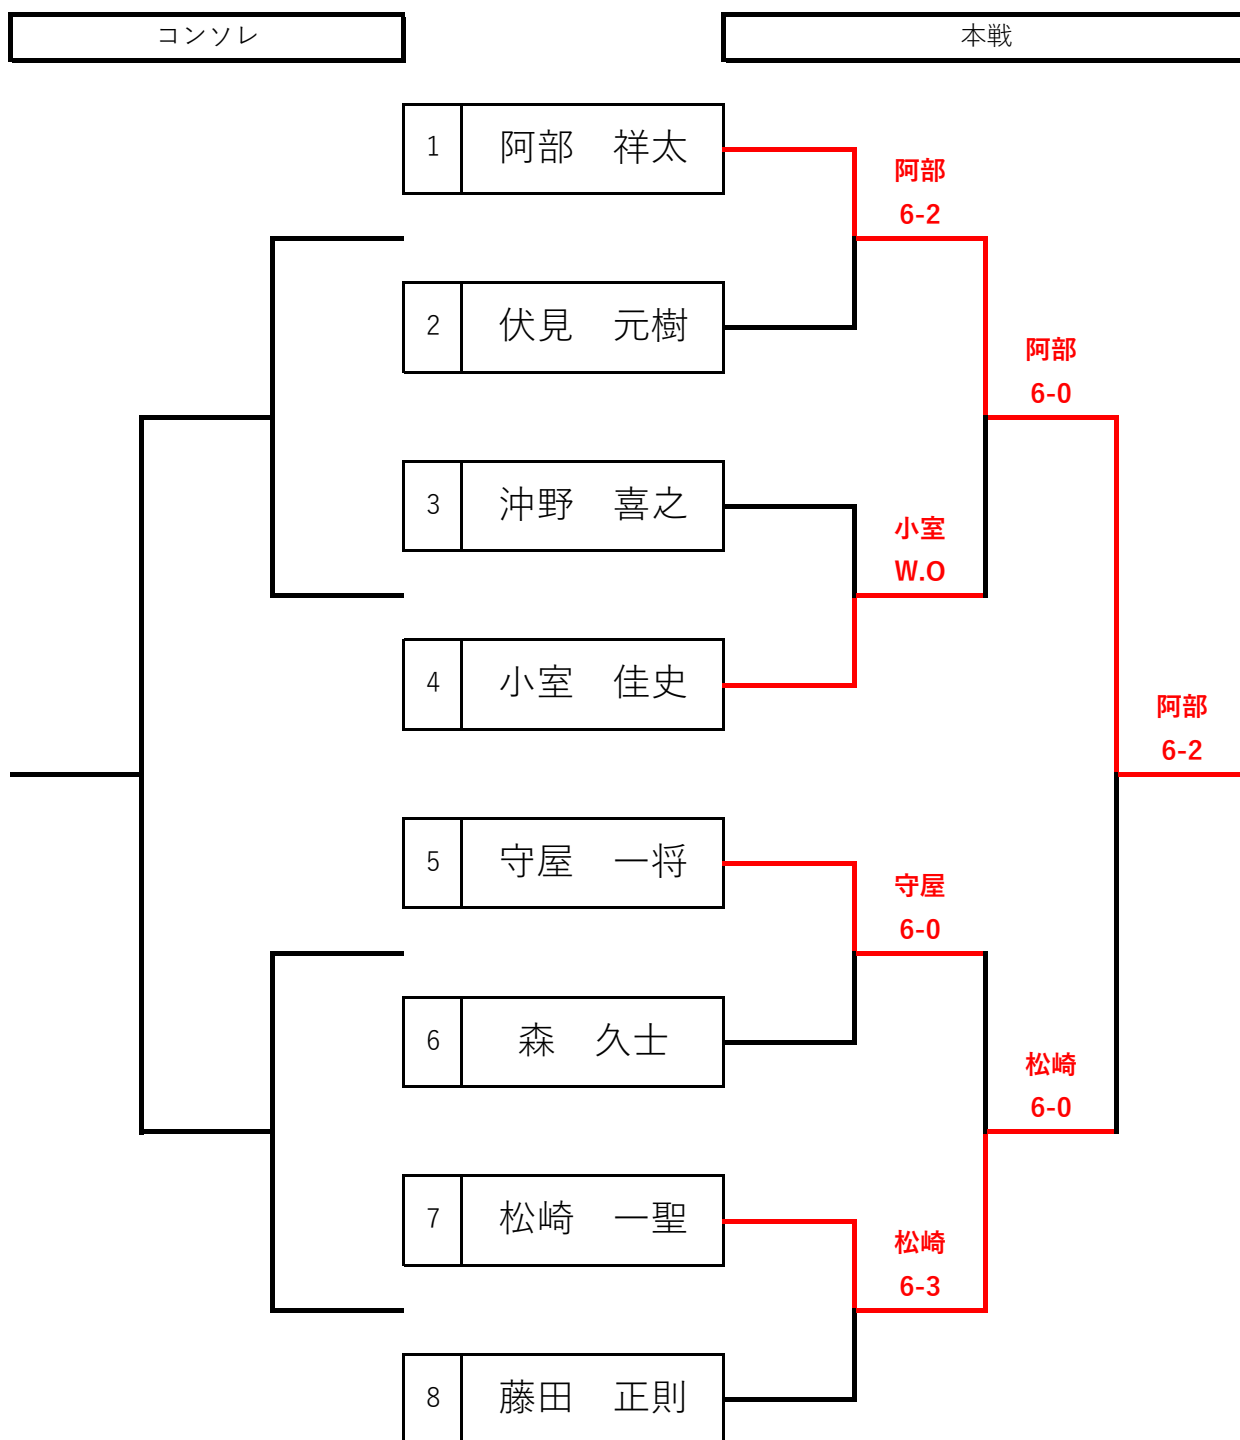 コンソレ
本戦
1 阿部 祥太
阿部
6-2
2 伏見 元樹
阿部
6-0
3 沖野 喜之
小室
W.O
4 小室 佳史
阿部
6-2
5 守屋 一将
守屋
6-0
6 森 久士
松崎
6-0
7 松崎 一聖
松崎
6-3
8 藤田 正則